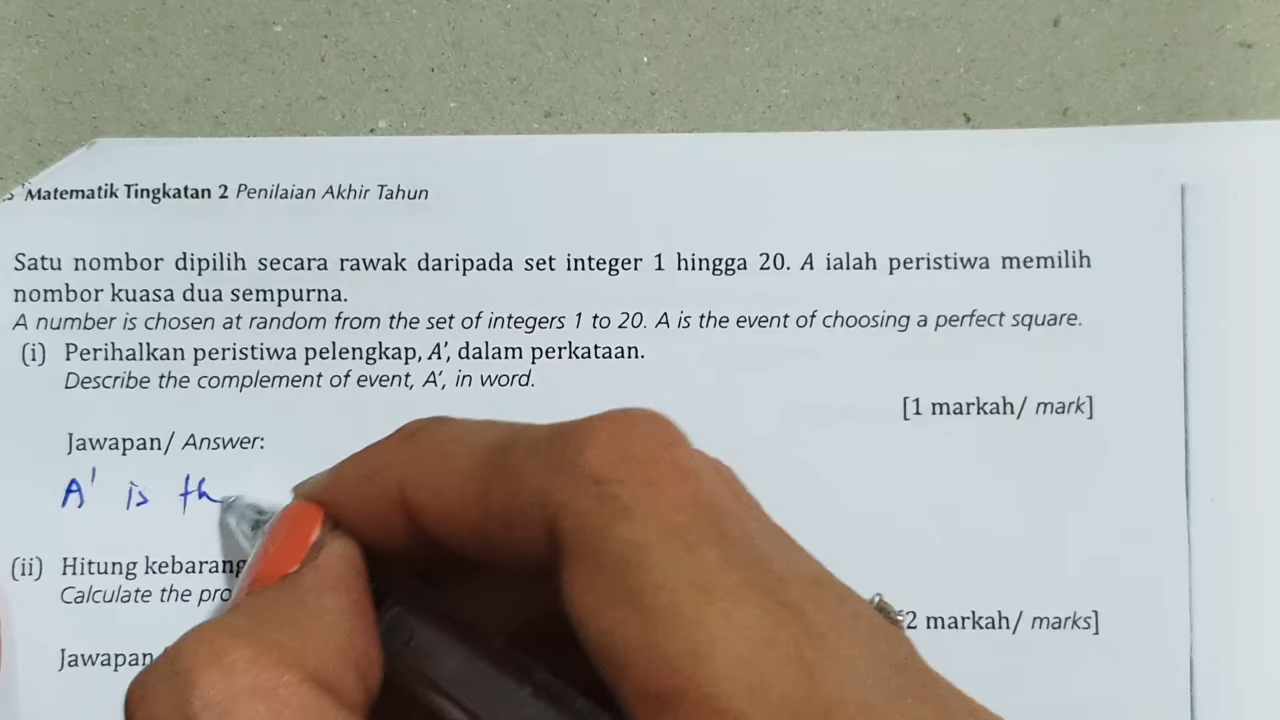 Matematik Tingkatan 2 Penilaian Akhir Tahun
Satu nombor dipilih secara rawak daripada set integer 1 hingga 20. A ialah peristiwa memilih
nombor kuasa dua sempurna.
A number is chosen at random from the set of integers 1 to 20. A is the event of choosing a perfect square.
(i) Perihalkan peristiwa pelengkap, A′, dalam perkataan.
Describe the complement of event, A′, in word.
[1 markah/ mark]
Jawapan/ Answer:
A' is th
(ii) Hitung kebarang
Calculate the pro
2 markah/ marks]
Jawapan